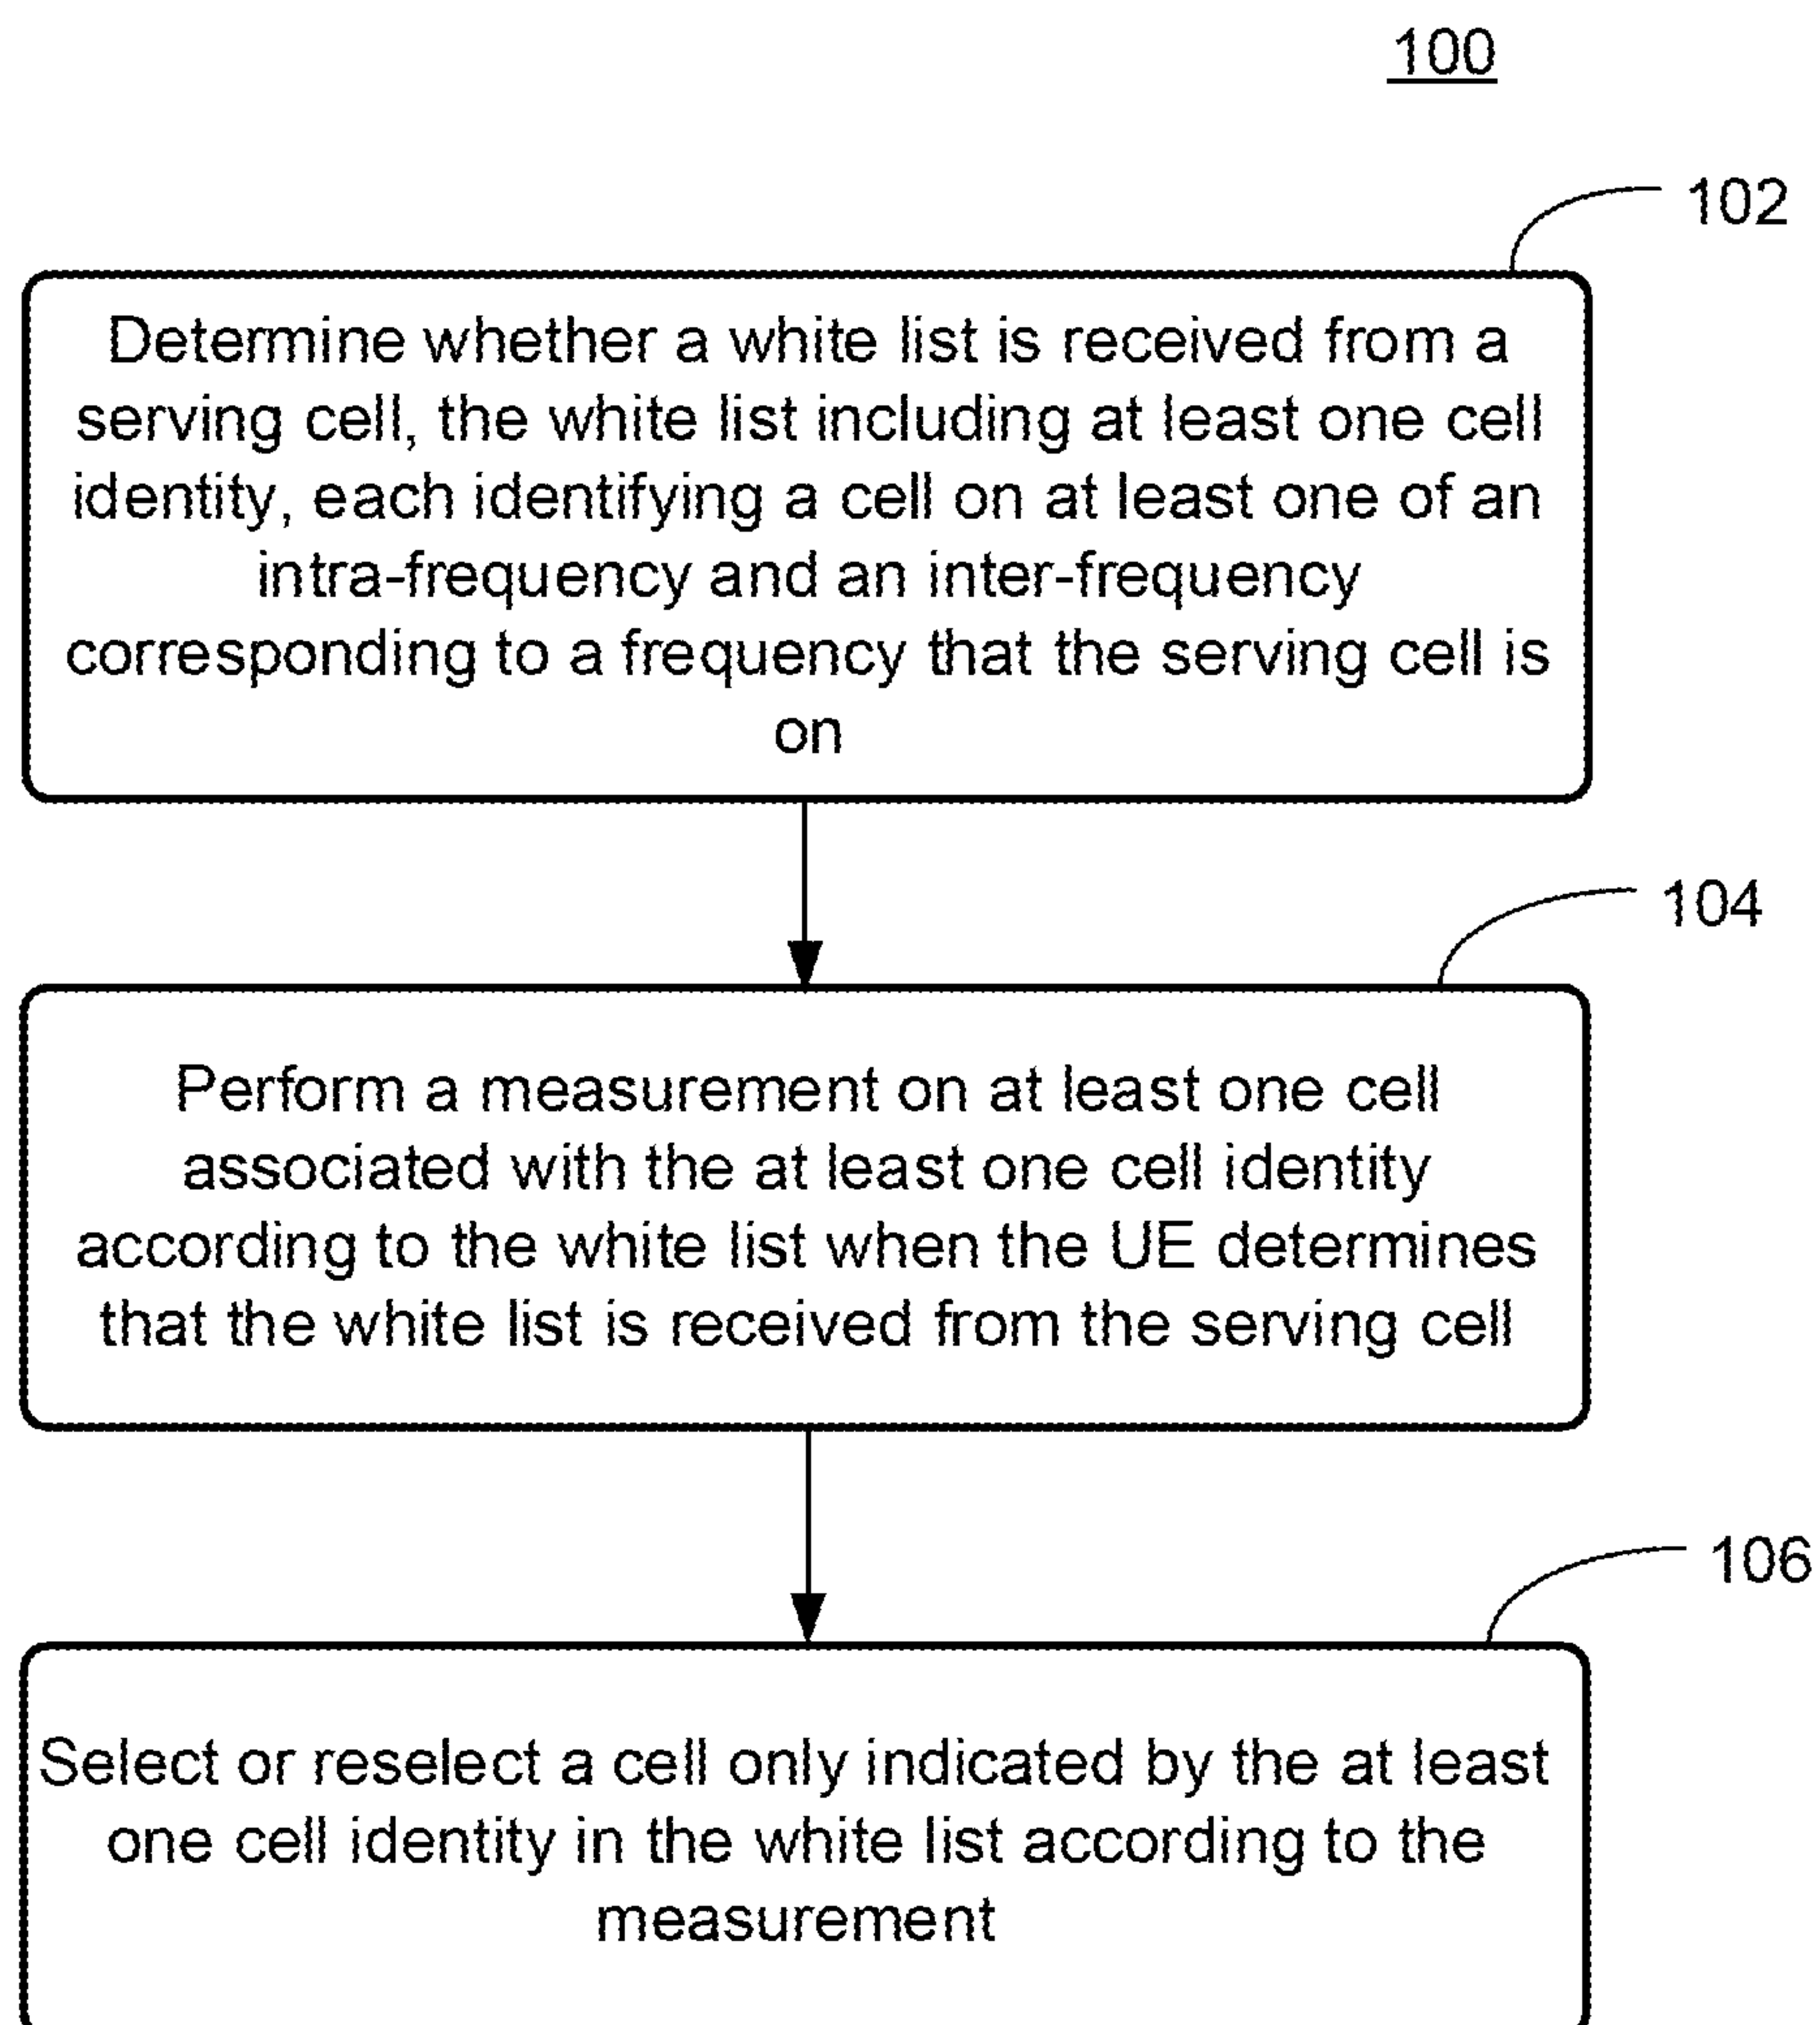 100
102
Determine whether a white list is received from a
serving cell, the white list including at least one cell
identity, each identifying a cell on at least one of an
intra-frequency and an inter-frequency
corresponding to a frequency that the serving cell is
on
104
Perform a measurement on at least one cell
associated with the at least one cell identity
according to the white list when the UE determines
that the white list is received from the serving cell
106
Select or reselect a cell only indicated by the at least
one cell identity in the white list according to the
measurement